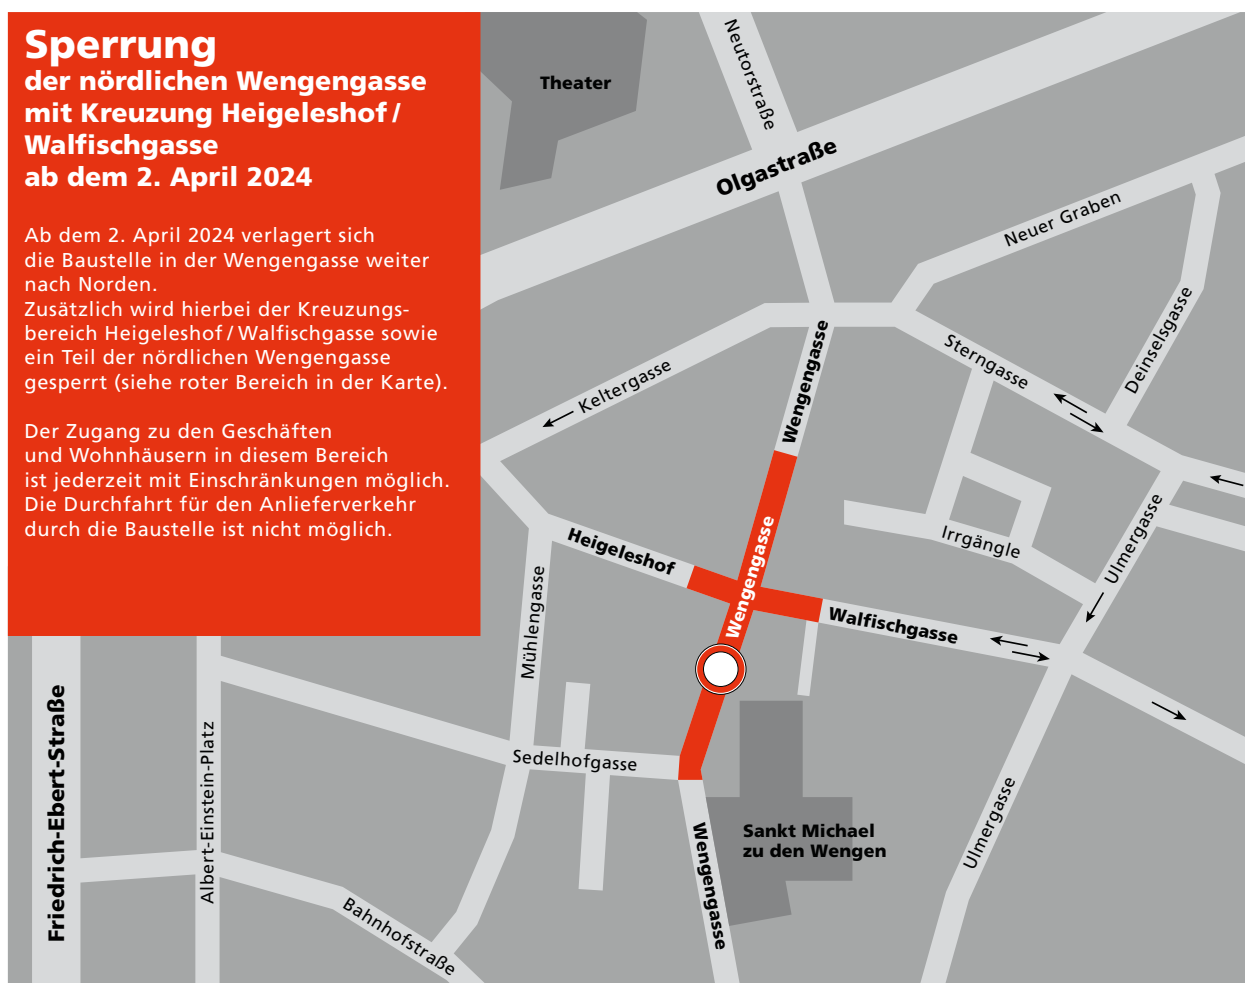 Sperrung
der nördlichen Wengengasse
mit Kreuzung Heigeleshof /
Walfischgasse
ab dem 2. April 2024
Ab dem 2. April 2024 verlagert sich
die Baustelle in der Wengengasse weiter
nach Norden.
Zusätzlich wird hierbei der Kreuzungs-
bereich Heigeleshof / Walfischgasse sowie
ein Teil der nördlichen Wengengasse
gesperrt (siehe roter Bereich in der Karte).
Der Zugang zu den Geschäften
und Wohnhäusern in diesem Bereich
ist jederzeit mit Einschränkungen möglich.
Die Durchfahrt für den Anlieferverkehr
durch die Baustelle ist nicht möglich.
Theater
Neutorstraße
Olgastraße
Neuer Graben
Deinselsgasse
Sterngasse
Wengengasse
Keltergasse
Heigeleshof
Wengengasse
Irrgängle
Ulmergasse
Walfischgasse
Mühlengasse
Sedelhofgasse
Friedrich-Ebert-Straße
Albert-Einstein-Platz
Bahnhofstraße
Wengengasse
Sankt Michael
zu den Wengen
Ulmergasse